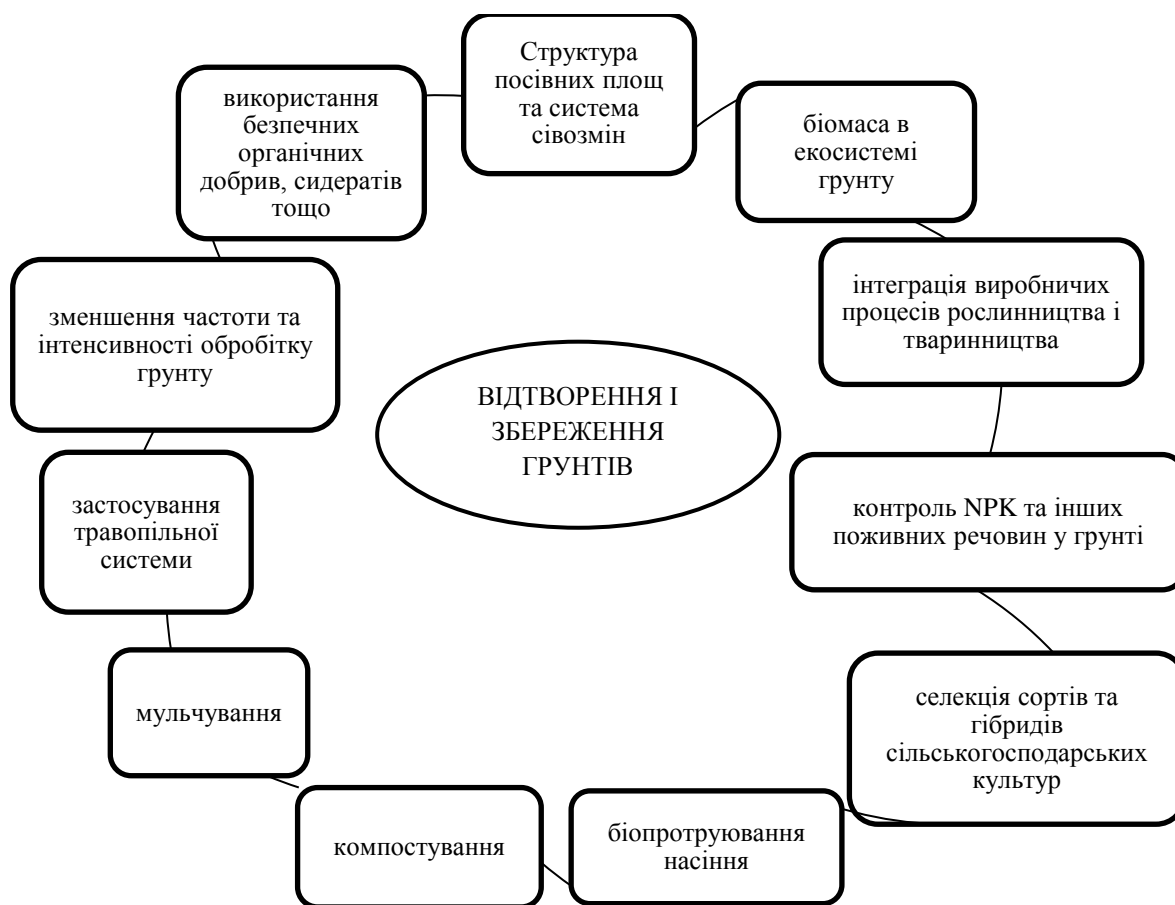 Структура
посівних площ
та система
сівозмін
біомаса в
екосистемі
грунту
інтеграція виробничих
процесів рослинництва і
тваринництва
контроль NPK та інших
поживних речовин у грунті
селекція сортів та
гібридів
сільськогосподарських
культур
біопротруювання
насіння
компостування
мульчування
застосування
травопільної
системи
зменшення частоти та
інтенсивності обробітку
грунту
використання
безпечних
органічних
добрив, сидератів
тощо
ВІДТВОРЕННЯ І
ЗБЕРЕЖЕННЯ
ГРУНТІВ